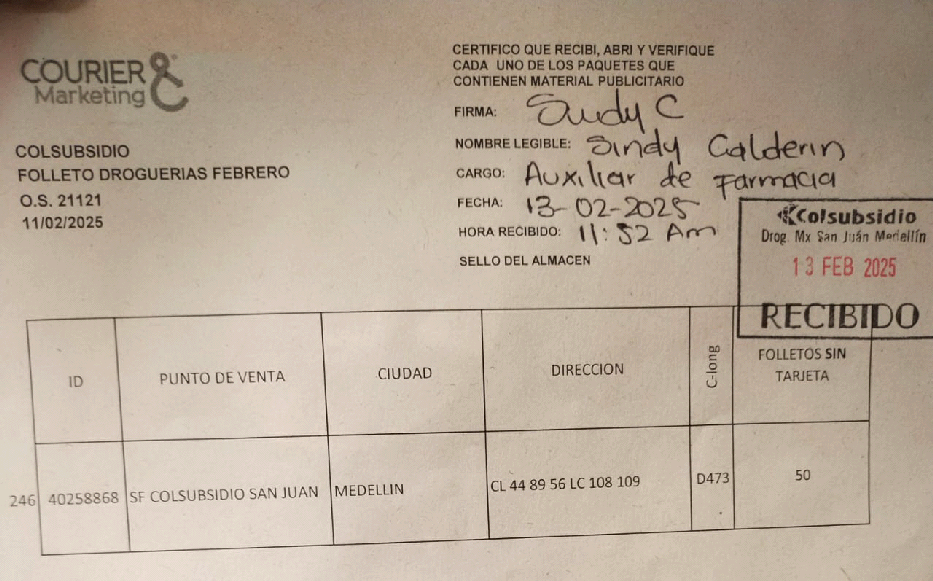 COURIER &
Marketing
COLSUBSIDIO
FOLLETO DROGUERIAS FEBRERO
O.S. 21121
11/02/2025
CERTIFICO QUE RECIBI, ABRI Y VERIFIQUE
CADA UNO DE LOS PAQUETES QUE
CONTIENEN MATERIAL PUBLICITARIO
FIRMA: Sindy C
NOMBRE LEGIBLE: Sindy Calderin
CARGO: Auxiliar de Farmacia
FECHA: 13-02-2025
HORA RECIBIDO: 11:52 Am
SELLO DEL ALMACEN
Colsubsidio
Drog. Mx San Juán Medellín
13 FEB 2025
RECIBIDO
ID PUNTO DE VENTA CIUDAD DIRECCION C-long FOLLETOS SIN TARJETA
246 40258868 SF COLSUBSIDIO SAN JUAN MEDELLIN CL 44 89 56 LC 108 109 D473 50